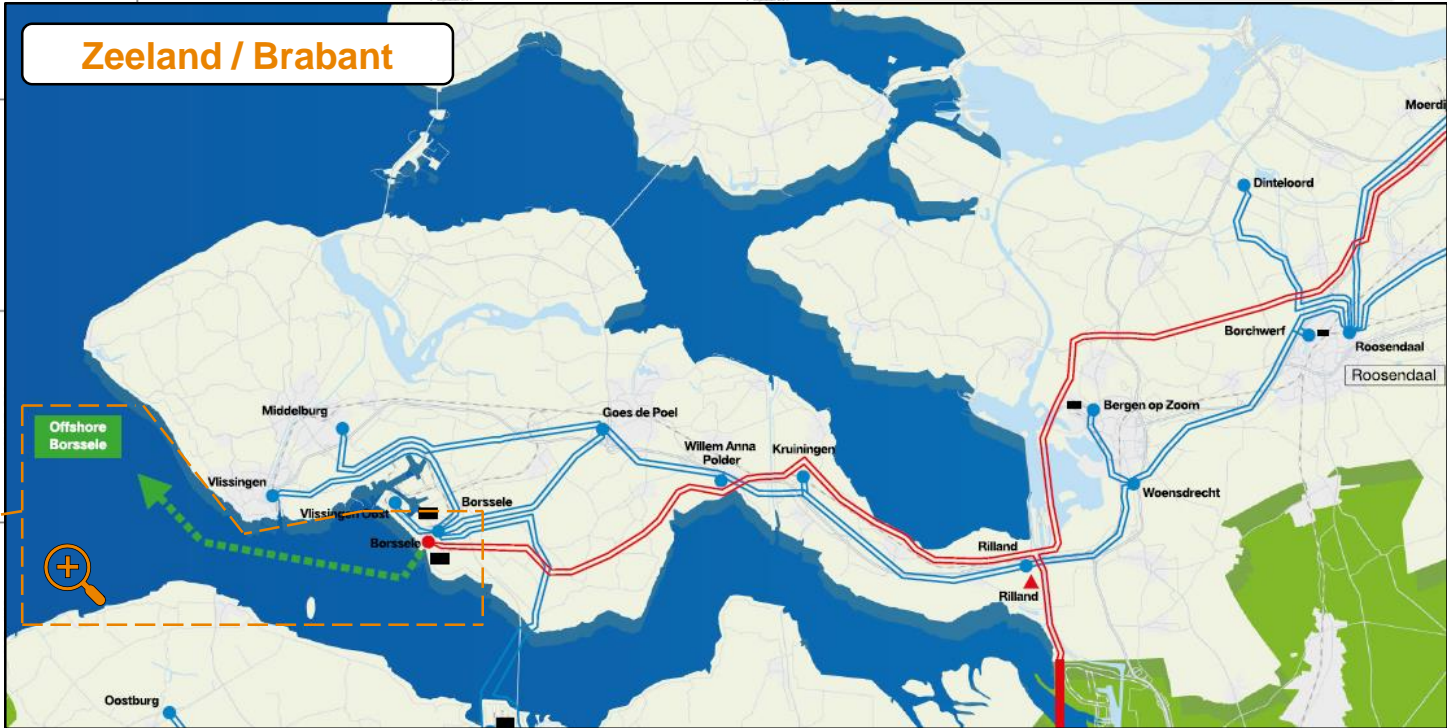 Zeeland / Brabant
Dinteloord
Borchwerf
Roosendaal
Roosendaal
Offshore
Borssele
Middelburg
Goes de Poel
Bergen op Zoom
Willem Anna
Polder
Kruiningen
Vlissingen
Woensdrecht
Vlissingen Oost
Borssele
Borssele
Rilland
Rilland
Oostburg